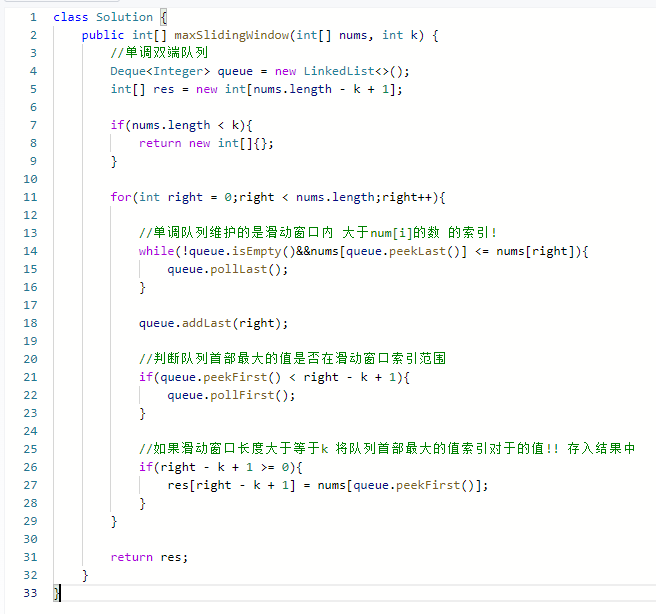 1 class Solution {
2 public int[] maxSlidingWindow(int[] nums, int k) {
3 //单调双端队列
4 Deque<Integer> queue = new LinkedList<>();
5 int[] res = new int[nums.length - k + 1];
6
7 if(nums.length < k){
8 return new int[]{};
9 }
10
11 for(int right = 0;right < nums.length;right++){
12
13 //单调队列维护的是滑动窗口内 大于num[i]的数 的索引!
14 while(!queue.isEmpty()&&nums[queue.peekLast()] <= nums[right]){
15 queue.pollLast();
16 }
17
18 queue.addLast(right);
19
20 //判断队列首部最大的值是否在滑动窗口索引范围
21 if(queue.peekFirst() < right - k + 1){
22 queue.pollFirst();
23 }
24
25 //如果滑动窗口长度大于等于k 将队列首部最大的值索引对于的值!! 存入结果中
26 if(right - k + 1 >= 0){
27 res[right - k + 1] = nums[queue.peekFirst()];
28 }
29 }
30
31 return res;
32 }
33 }